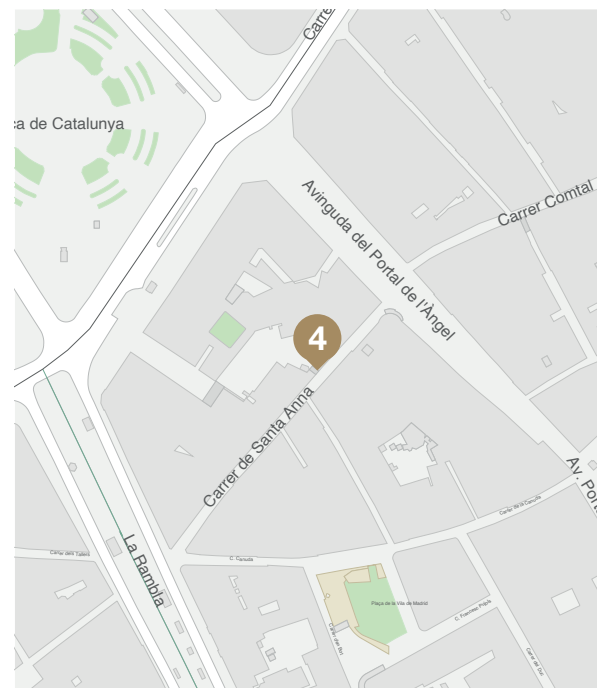 Carrer
ça de Catalunya
Avinguda del Portal de l'Àngel
Carrer Comtal
4
Carrer de Santa Anna
Av. Port
Carrer de la Canuda
La Rambla
Carrer dels Tallers
C. Canuda
Plaça de la Vila de Madrid
C. Francesc Pujols
Carrer del Bot
Carrer del Duc